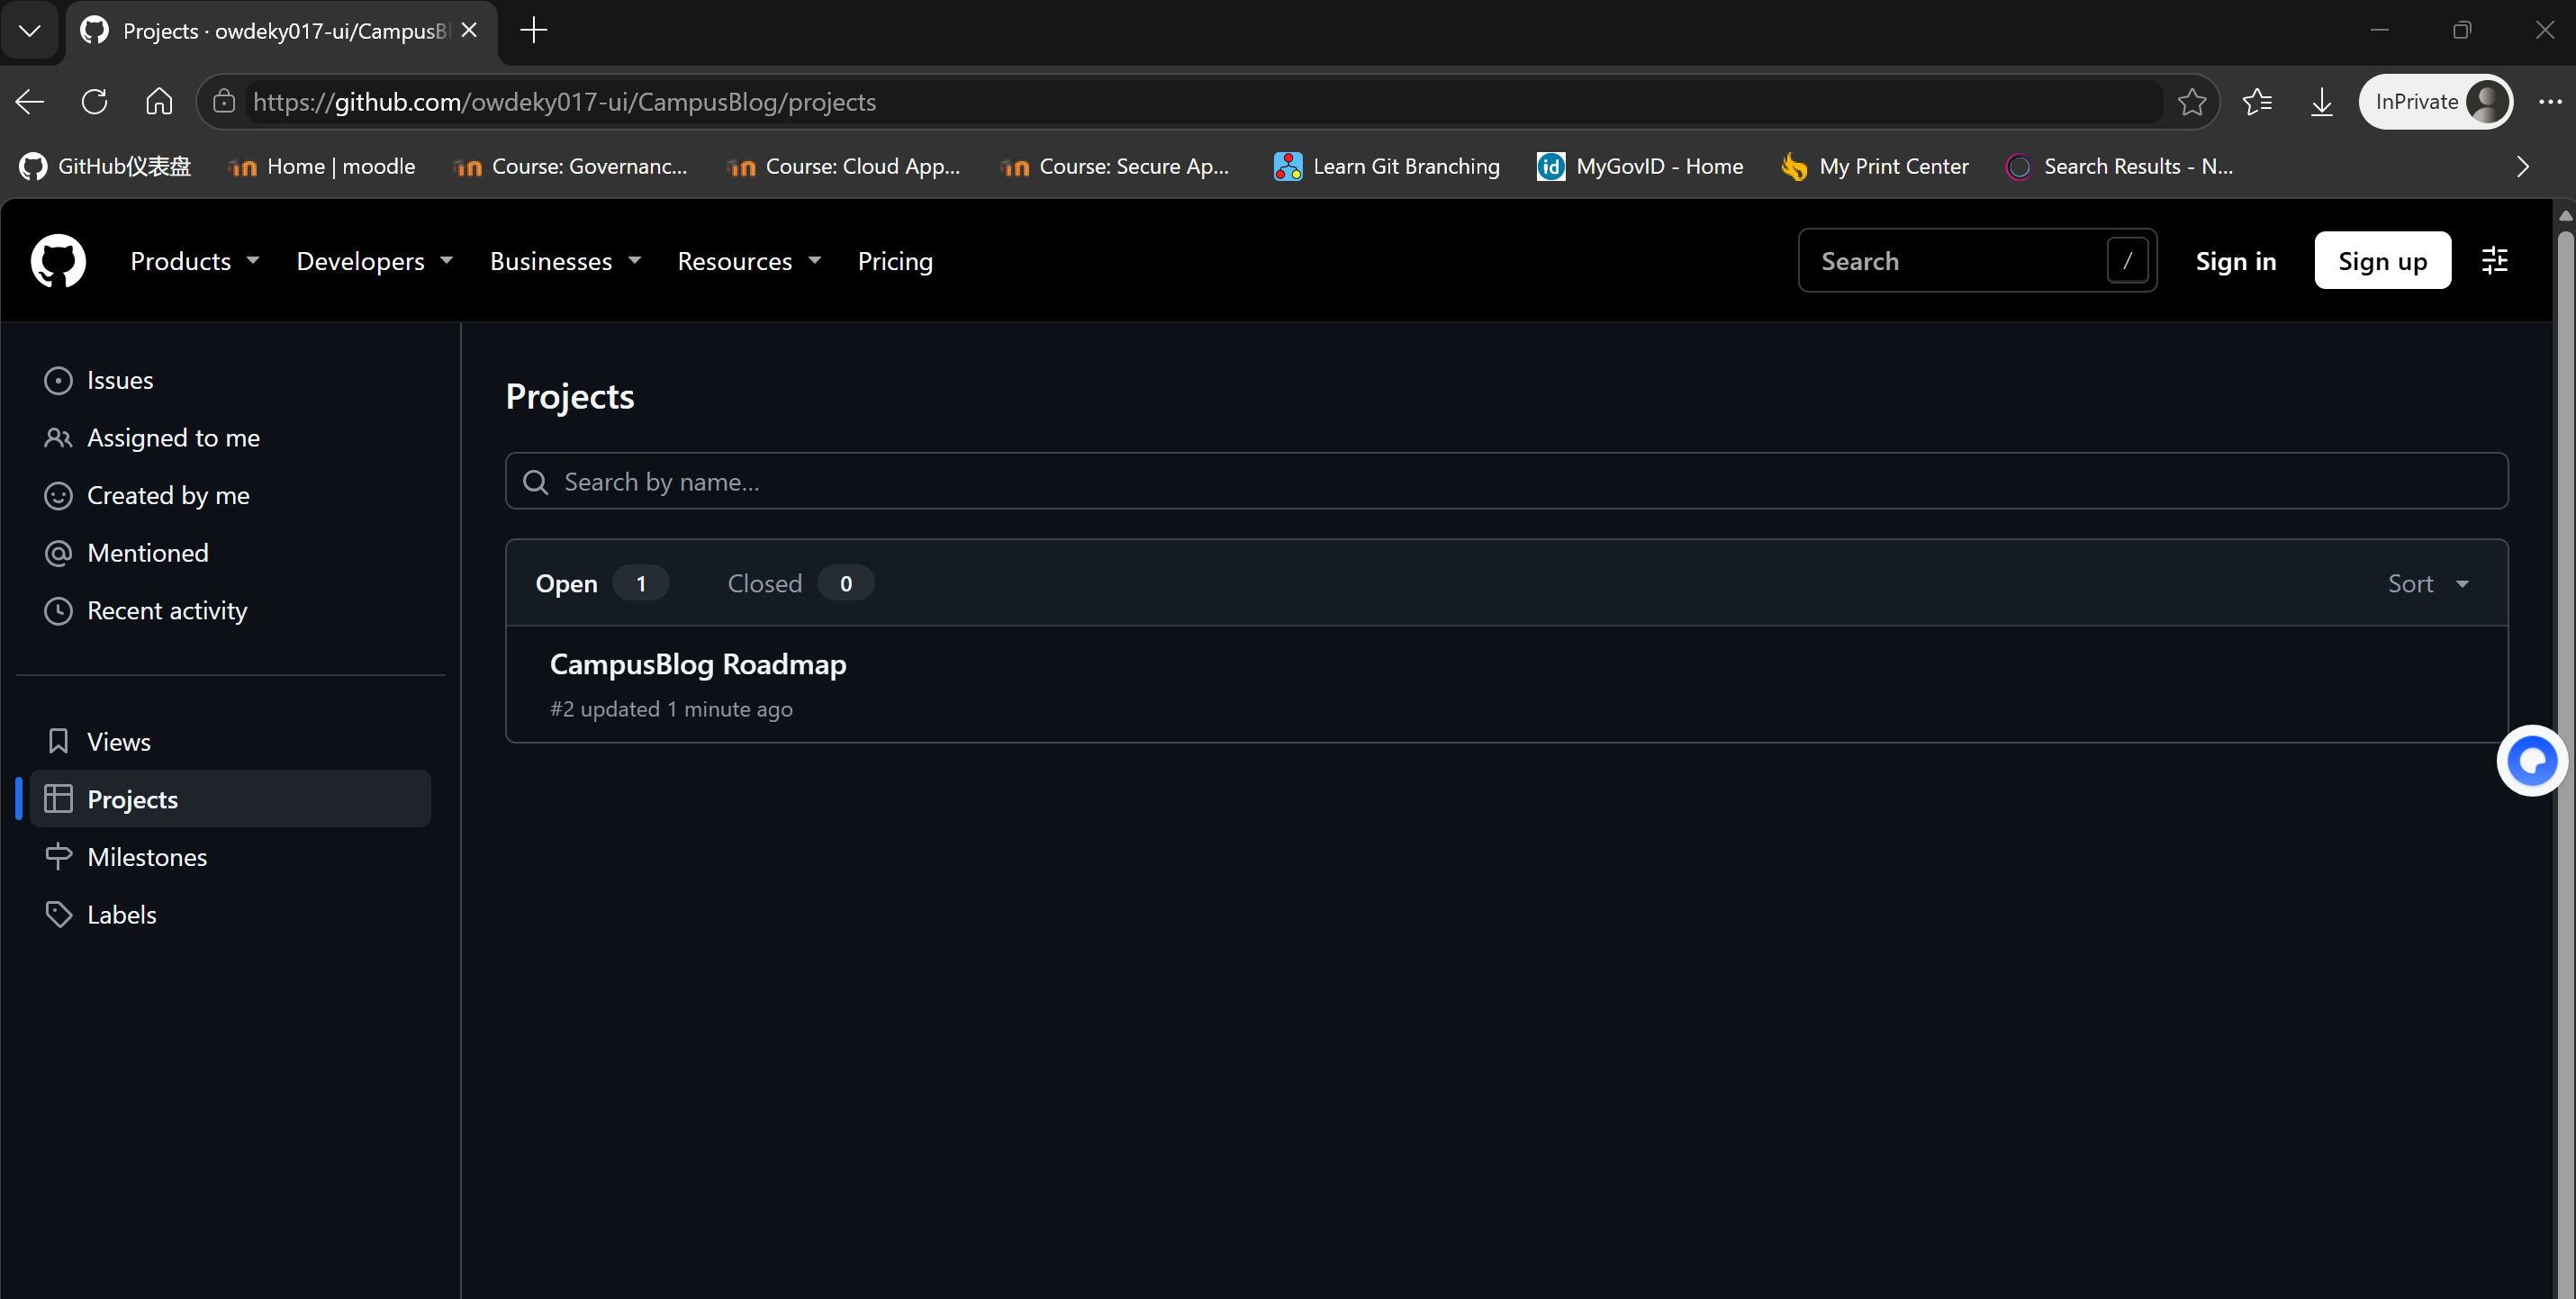 Projects · owdeky017-ui/CampusB
https://github.com/owdeky017-ui/CampusBlog/projects
InPrivate
GitHub仪表盘
Home | moodle
Course: Governanc...
Course: Cloud App...
Course: Secure Ap...
Learn Git Branching
id
MyGovID - Home
My Print Center
Search Results - N...
Products
Developers
Businesses
Resources
Pricing
Search
/
Sign in
Sign up
Issues
Assigned to me
Created by me
Mentioned
Recent activity
Views
Projects
Milestones
Labels
Projects
Search by name...
Open 1
Closed 0
Sort
CampusBlog Roadmap
#2 updated 1 minute ago